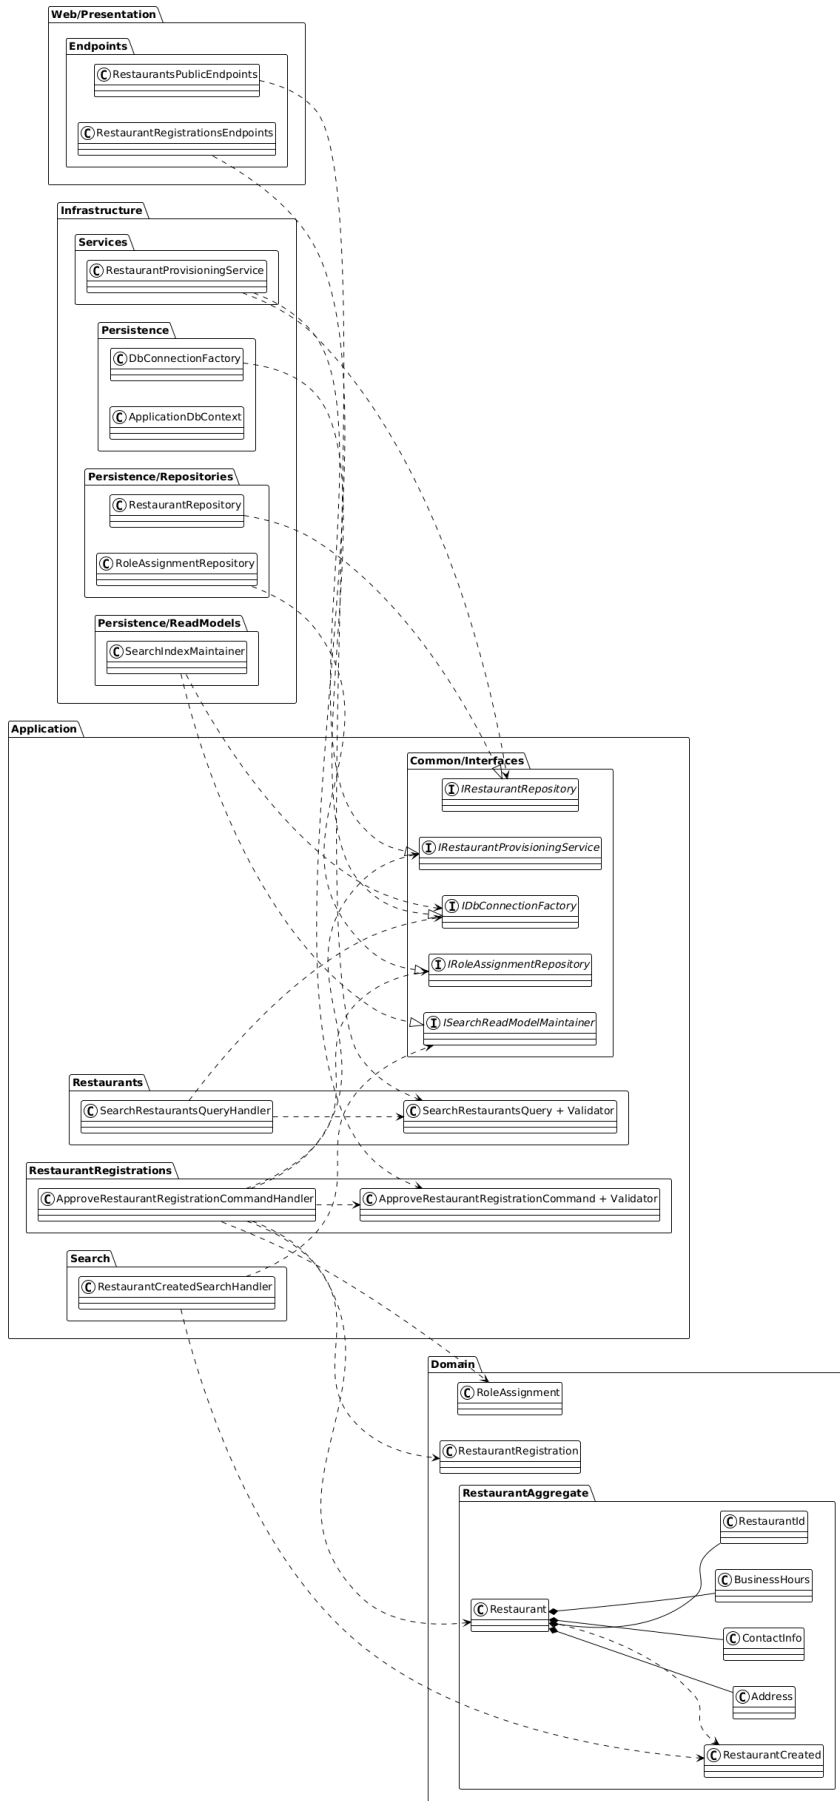 Web/Presentation
Endpoints
C RestaurantsPublicEndpoints
C RestaurantRegistrationsEndpoints
Infrastructure
Services
C RestaurantProvisioningService
Persistence
C DbConnectionFactory
C ApplicationDbContext
Persistence/Repositories
C RestaurantRepository
C RoleAssignmentRepository
Persistence/ReadModels
C SearchIndexMaintainer
Application
Common/Interfaces
I IRestaurantRepository
I IRestaurantProvisioningService
I IDbConnectionFactory
I IRoleAssignmentRepository
I ISearchReadModelMaintainer
Restaurants
C SearchRestaurantsQueryHandler
C SearchRestaurantsQuery + Validator
RestaurantRegistrations
C ApproveRestaurantRegistrationCommandHandler
C ApproveRestaurantRegistrationCommand + Validator
Search
C RestaurantCreatedSearchHandler
Domain
C RoleAssignment
C RestaurantRegistration
RestaurantAggregate
C RestaurantId
C BusinessHours
C Restaurant
C ContactInfo
C Address
C RestaurantCreated